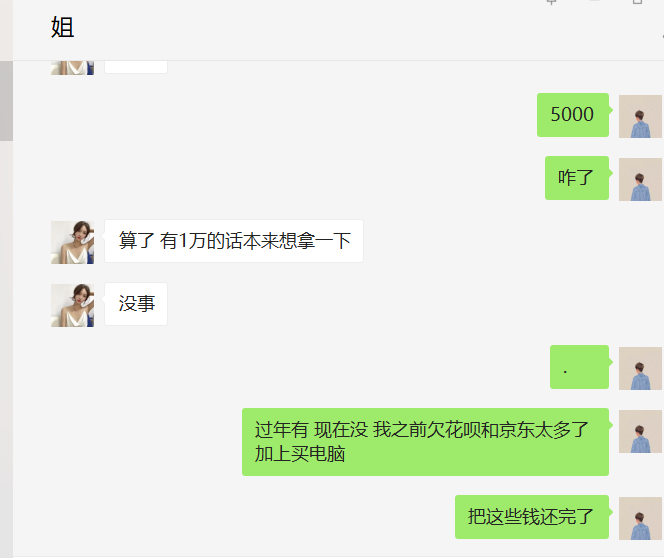 姐
5000
咋了
算了 有1万的话本来想拿一下
没事
.
过年有 现在没 我之前欠花呗和京东太多了
加上买电脑
把这些钱还完了